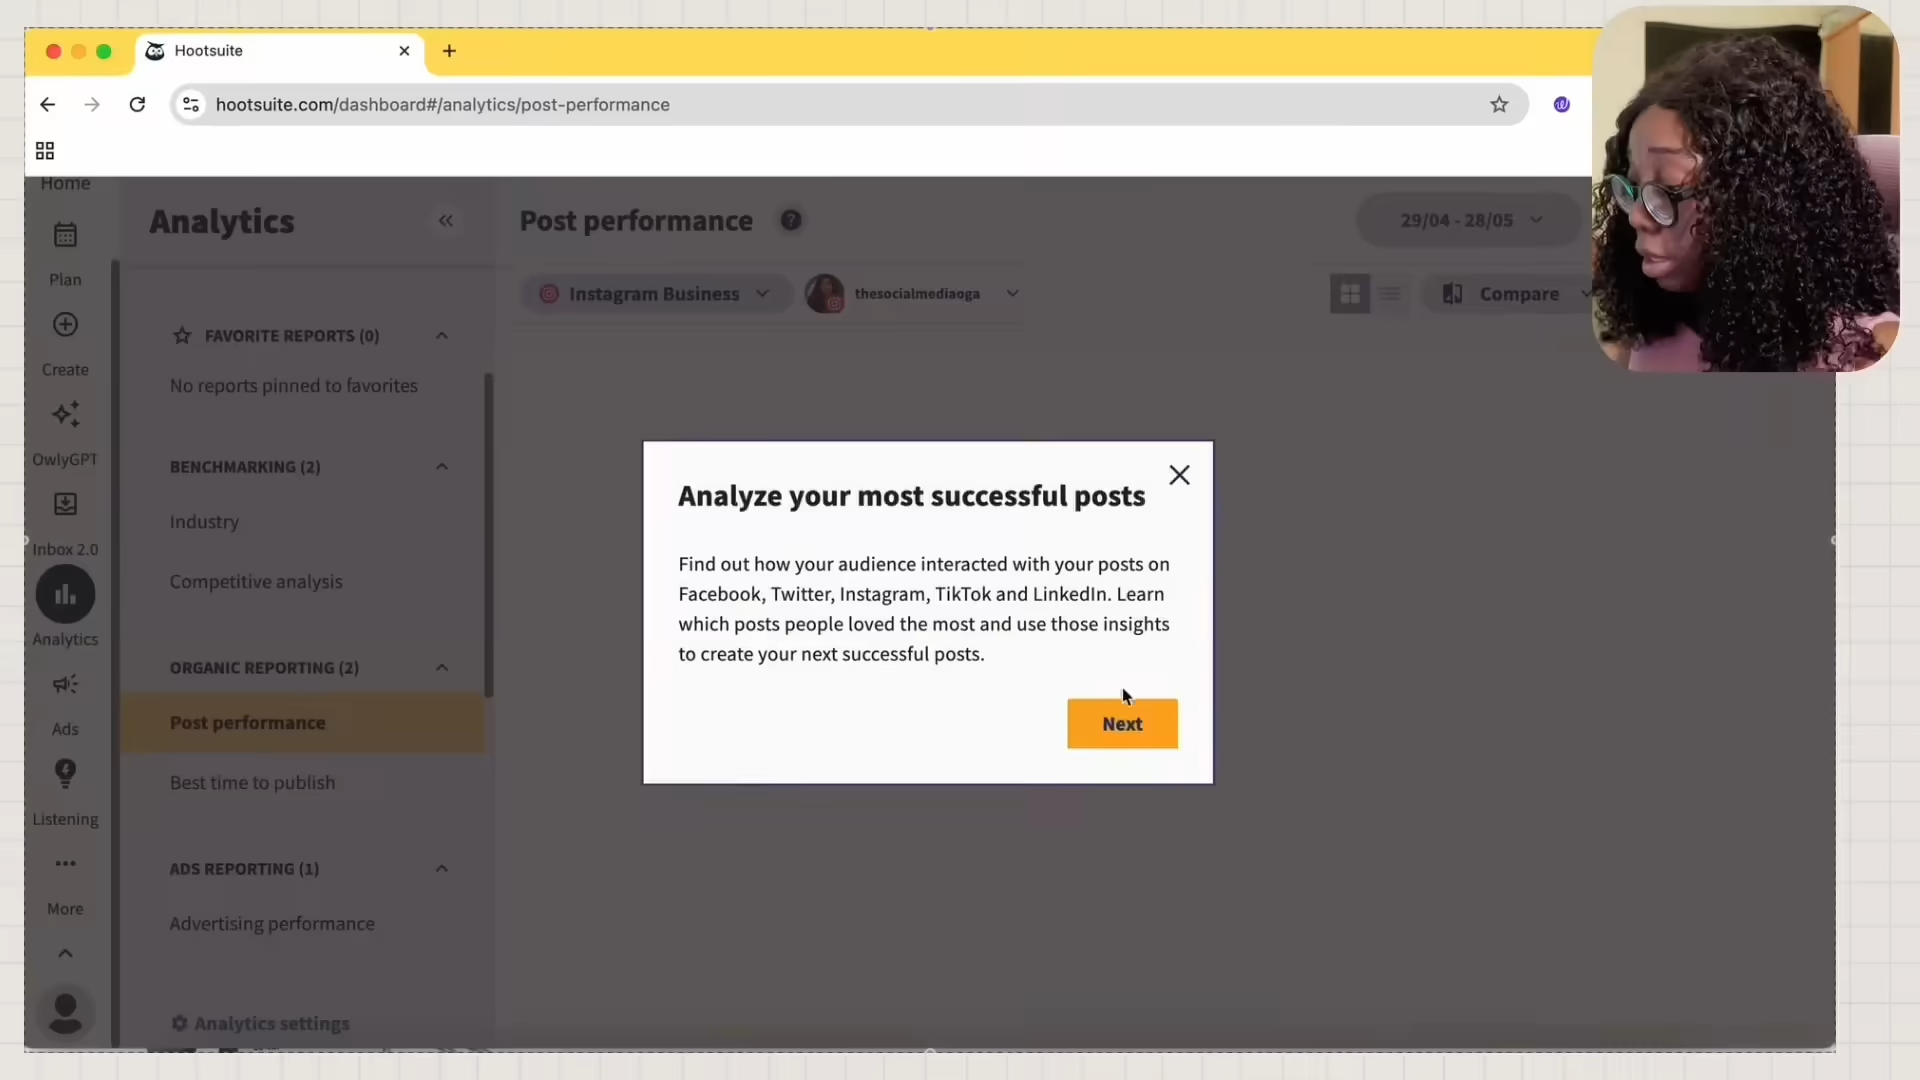 Hootsuite
hootsuite.com/dashboard#/analytics/post-performance
Home
Plan
Create
OwlyGPT
Inbox 2.0
Analytics
Ads
Listening
More
Analytics
FAVORITE REPORTS (0)
No reports pinned to favorites
BENCHMARKING (2)
Industry
Competitive analysis
ORGANIC REPORTING (2)
Post performance
Best time to publish
ADS REPORTING (1)
Advertising performance
Analytics settings
Post performance
29/04 - 28/05
Instagram Business
thesocialmediaoga
Compare
Analyze your most successful posts
Find out how your audience interacted with your posts on
Facebook, Twitter, Instagram, TikTok and LinkedIn. Learn
which posts people loved the most and use those insights
to create your next successful posts.
Next